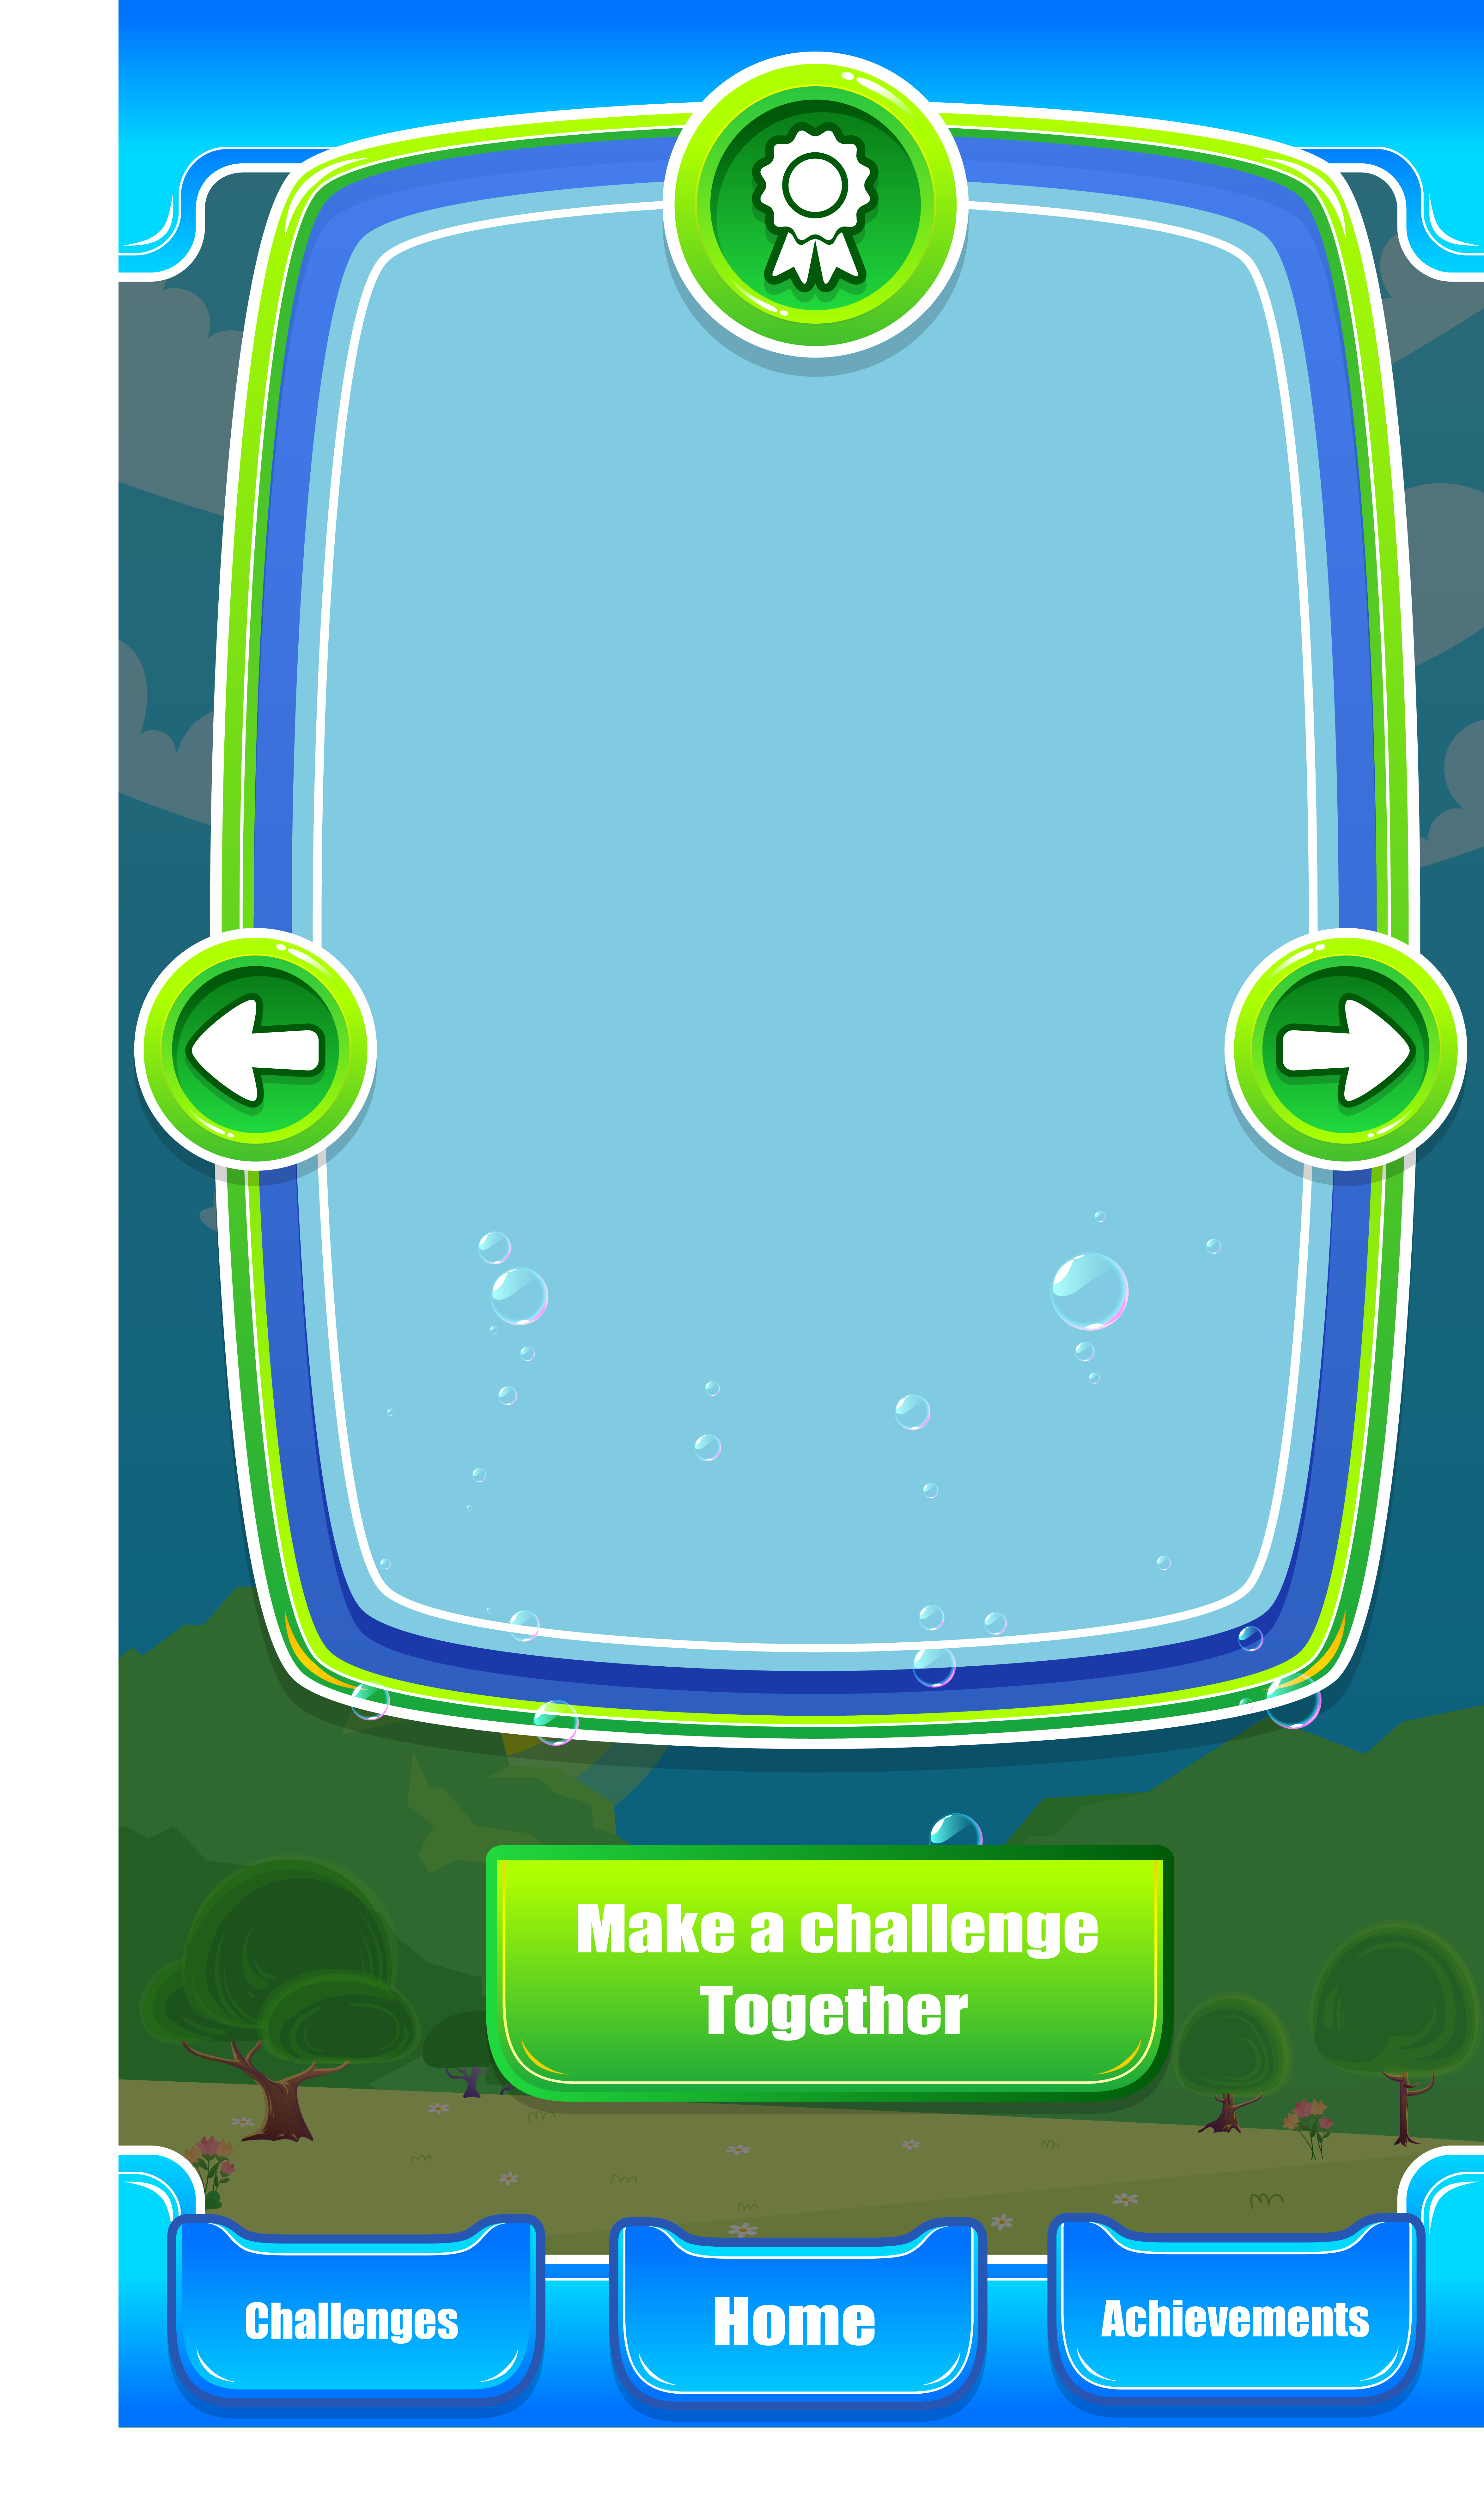 Make a challenge
Together
Challenges
Home
Achievements